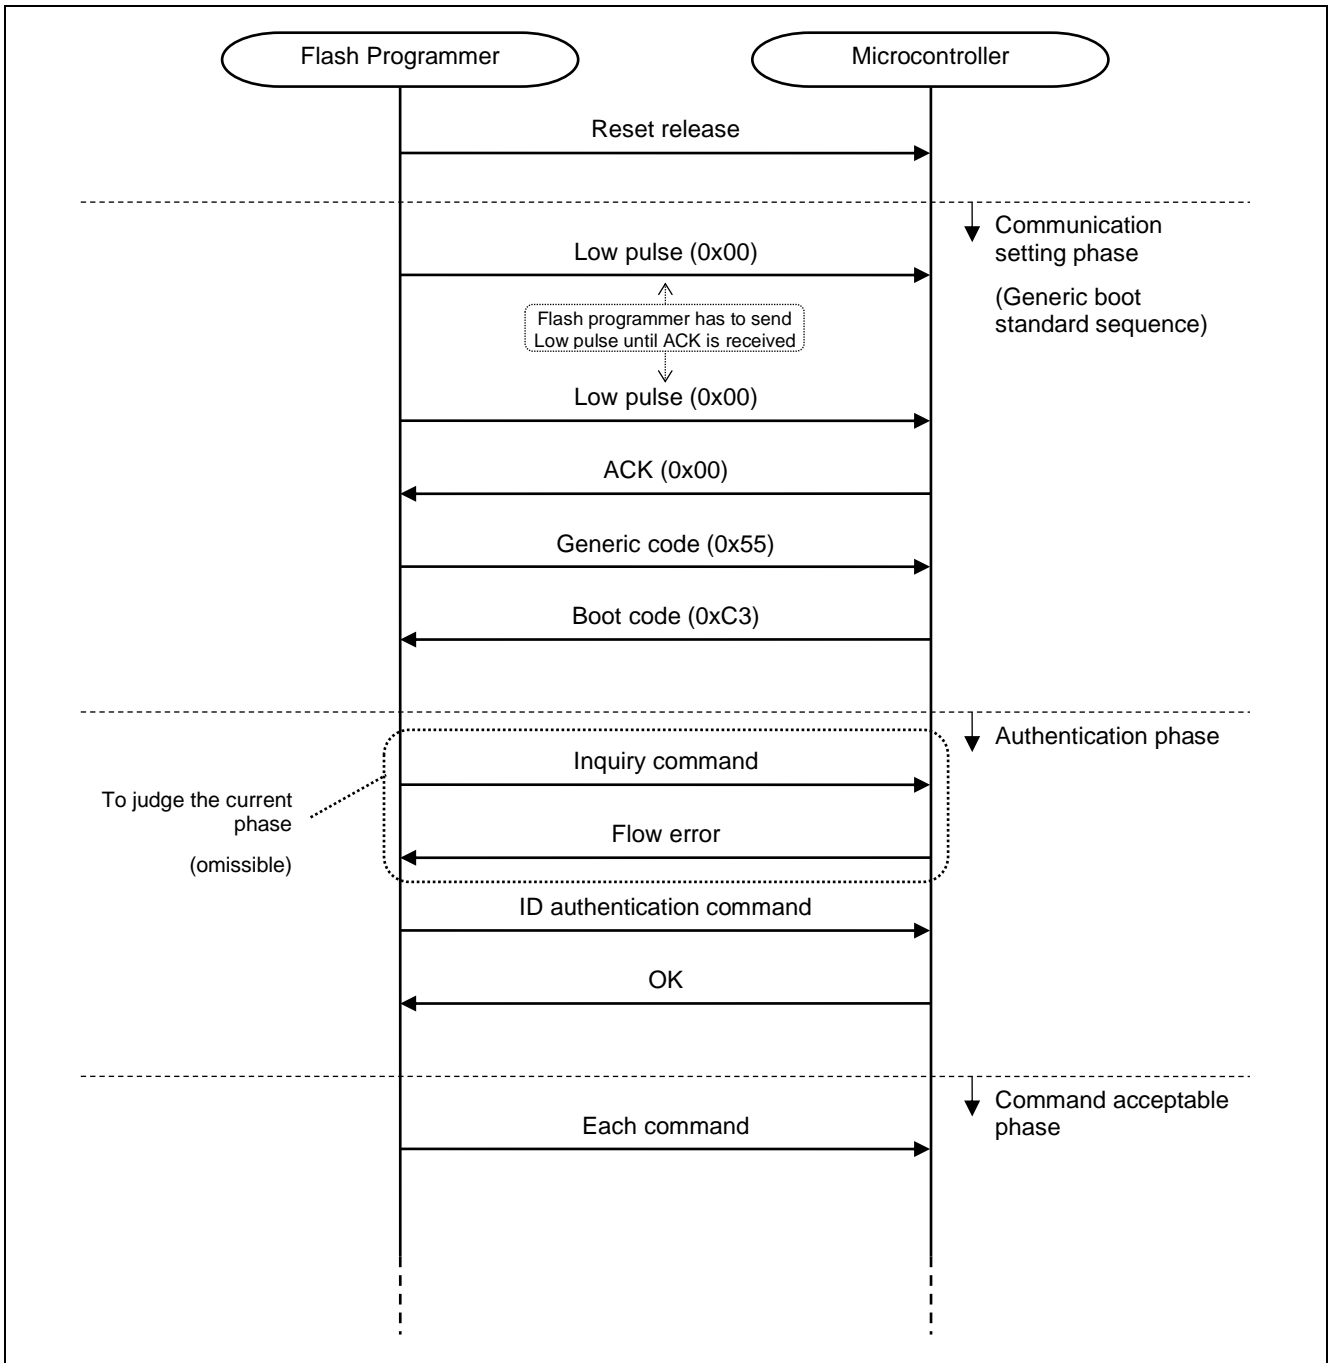 Flash Programmer
Microcontroller
Reset release
Communication
setting phase
(Generic boot
standard sequence)
Low pulse (0x00)
Flash programmer has to send
Low pulse until ACK is received
Low pulse (0x00)
ACK (0x00)
Generic code (0x55)
Boot code (0xC3)
Authentication phase
Inquiry command
To judge the current
phase
(omissible)
Flow error
ID authentication command
OK
Command acceptable
phase
Each command